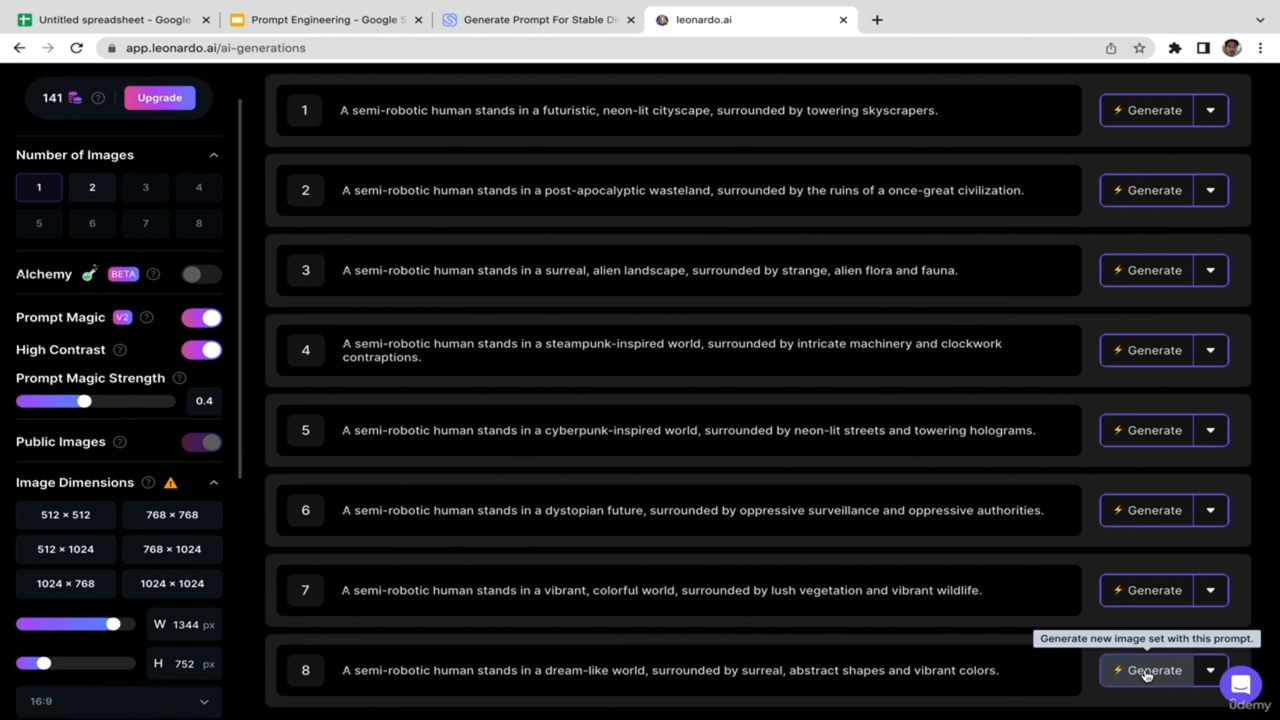 Untitled spreadsheet - Google
Prompt Engineering - Google S
Generate Prompt For Stable Di
leonardo.ai
app.leonardo.ai/ai-generations
141
Upgrade
Number of Images
1 2 3 4
5 6 7 8
Alchemy BETA
Prompt Magic V2
High Contrast
Prompt Magic Strength
0.4
Public Images
Image Dimensions
512 × 512 768 × 768
512 × 1024 768 × 1024
1024 × 768 1024 × 1024
W 1344 px
H 752 px
16:9
1 A semi-robotic human stands in a futuristic, neon-lit cityscape, surrounded by towering skyscrapers. Generate
2 A semi-robotic human stands in a post-apocalyptic wasteland, surrounded by the ruins of a once-great civilization. Generate
3 A semi-robotic human stands in a surreal, alien landscape, surrounded by strange, alien flora and fauna. Generate
4 A semi-robotic human stands in a steampunk-inspired world, surrounded by intricate machinery and clockwork
contraptions.
Generate
5 A semi-robotic human stands in a cyberpunk-inspired world, surrounded by neon-lit streets and towering holograms. Generate
6 A semi-robotic human stands in a dystopian future, surrounded by oppressive surveillance and oppressive authorities. Generate
7 A semi-robotic human stands in a vibrant, colorful world, surrounded by lush vegetation and vibrant wildlife. Generate
Generate new image set with this prompt.
8 A semi-robotic human stands in a dream-like world, surrounded by surreal, abstract shapes and vibrant colors. Generate
ûdemy